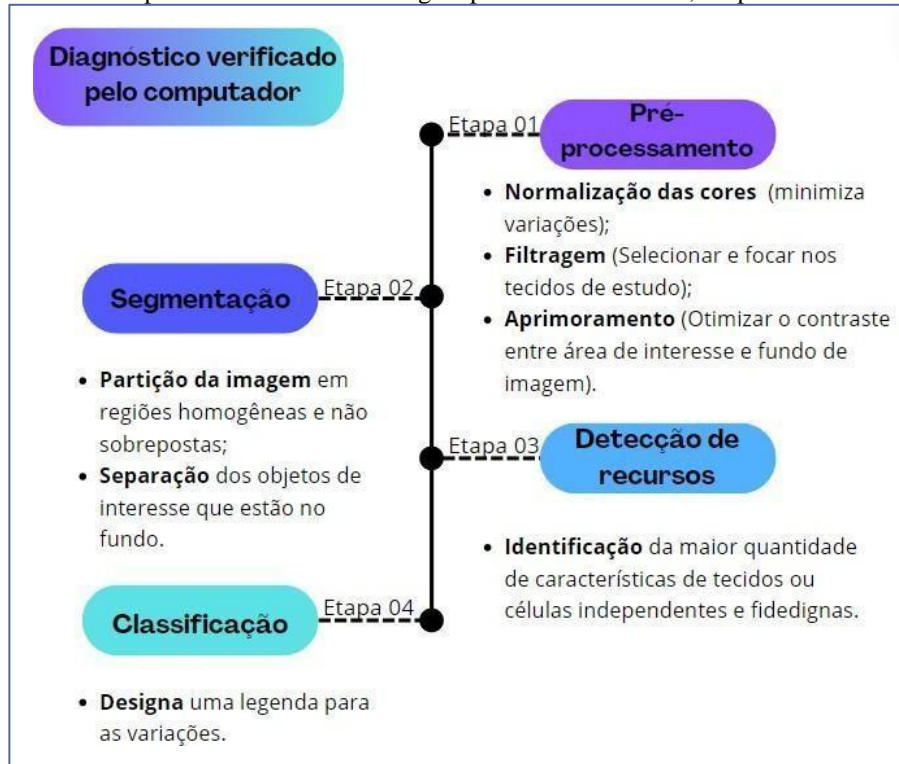 Diagnóstico verificado
pelo computador
Etapa 01
Pré-
processamento
• Normalização das cores (minimiza
variações);
• Filtragem (Selecionar e focar nos
tecidos de estudo);
• Aprimoramento (Otimizar o contraste
entre área de interesse e fundo de
imagem).
Segmentação
Etapa 02
• Partição da imagem em
regiões homogêneas e não
sobrepostas;
• Separação dos objetos de
interesse que estão no
fundo.
Etapa 03
Detecção de
recursos
• Identificação da maior quantidade
de características de tecidos ou
células independentes e fidedignas.
Classificação
Etapa 04
• Designa uma legenda para
as variações.